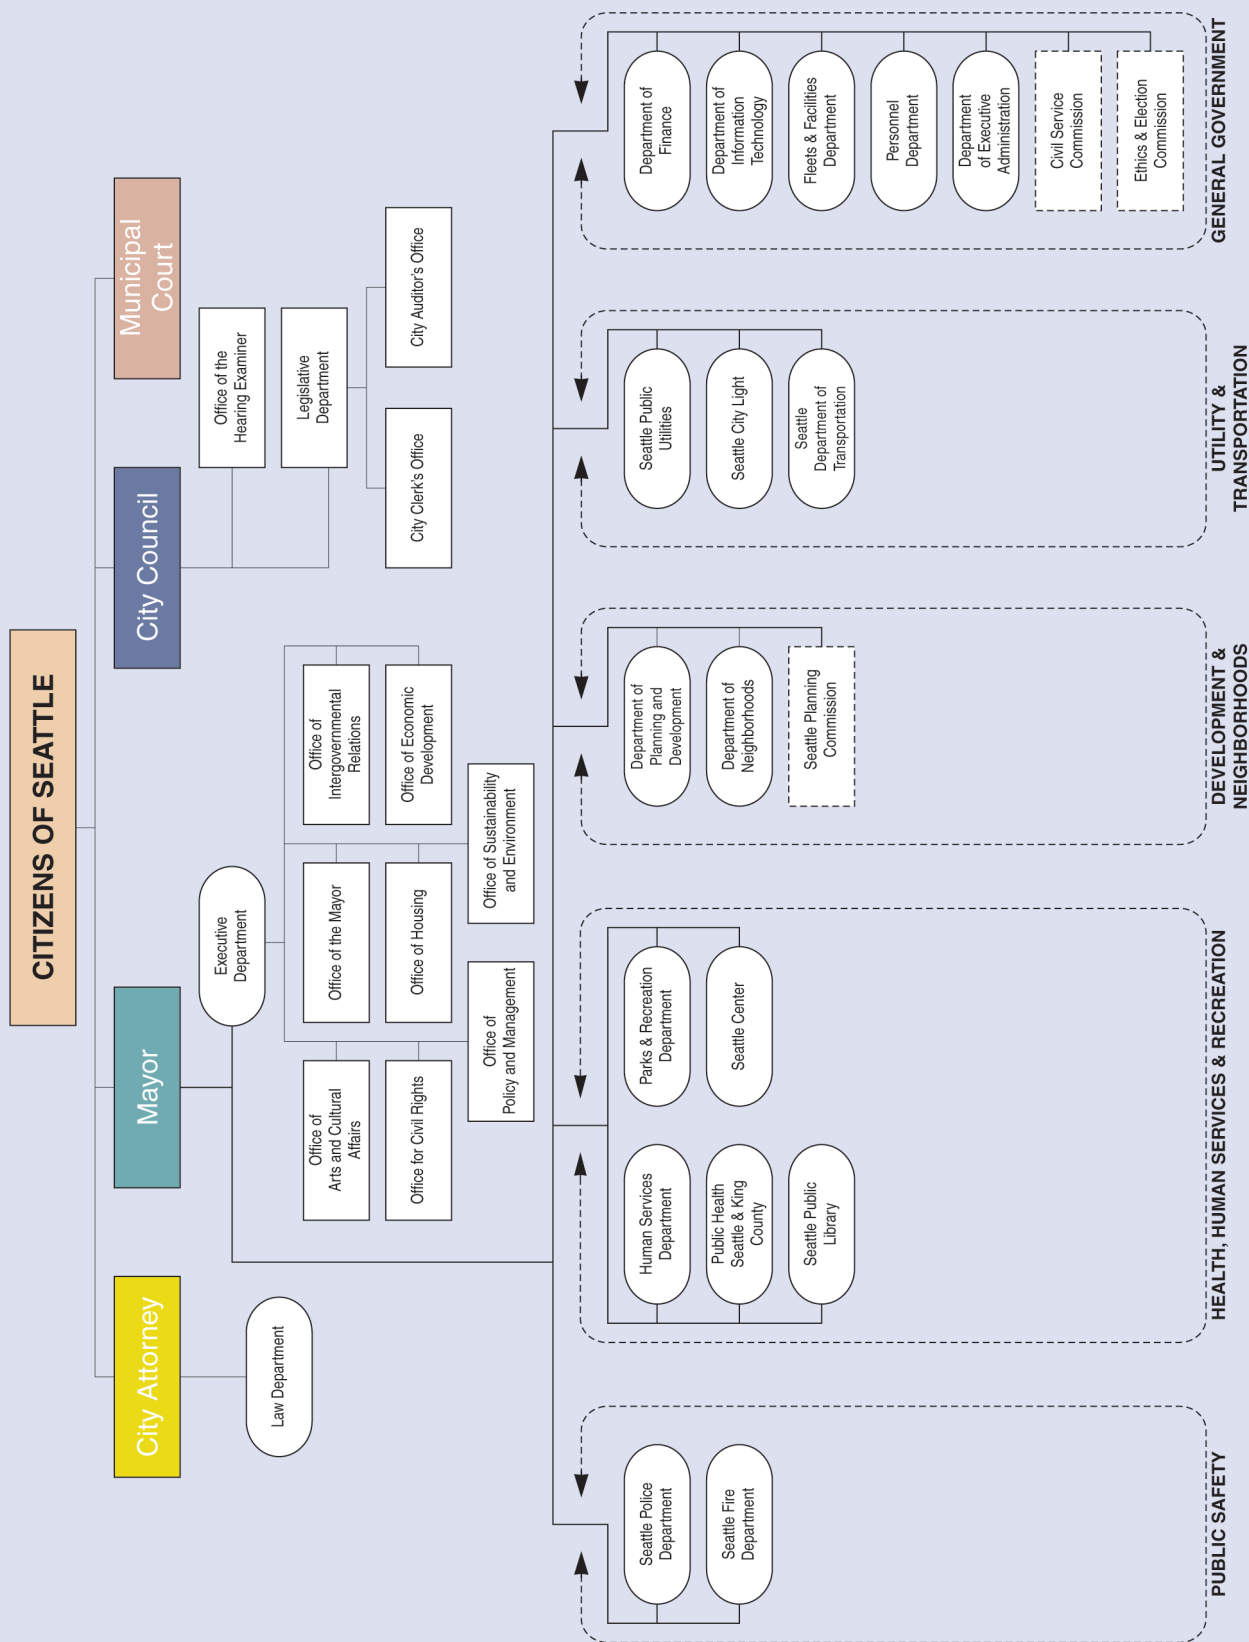 CITIZENS OF SEATTLE
City Attorney
Mayor
City Council
Municipal
Court
Law Department
Executive
Department
Office of the
Hearing Examiner
Legislative
Department
City Clerk's Office
City Auditor's Office
Office of
Arts and Cultural
Affairs
Office of the Mayor
Office of
Intergovernmental
Relations
Office for Civil Rights
Office of Housing
Office of Economic
Development
Office of
Policy and Management
Office of Sustainability
and Environment
Seattle Police
Department
Seattle Fire
Department
PUBLIC SAFETY
Human Services
Department
Public Health
Seattle & King
County
Seattle Public
Library
Parks & Recreation
Department
Seattle Center
HEALTH, HUMAN SERVICES & RECREATION
Department of
Planning and
Development
Department of
Neighborhoods
Seattle Planning
Commission
DEVELOPMENT &
NEIGHBORHOODS
Seattle Public
Utilities
Seattle City Light
Seattle
Department of
Transportation
UTILITY &
TRANSPORTATION
Department of
Finance
Department of
Information
Technology
Fleets & Facilities
Department
Personnel
Department
Department
of Executive
Administration
Civil Service
Commission
Ethics & Election
Commission
GENERAL GOVERNMENT